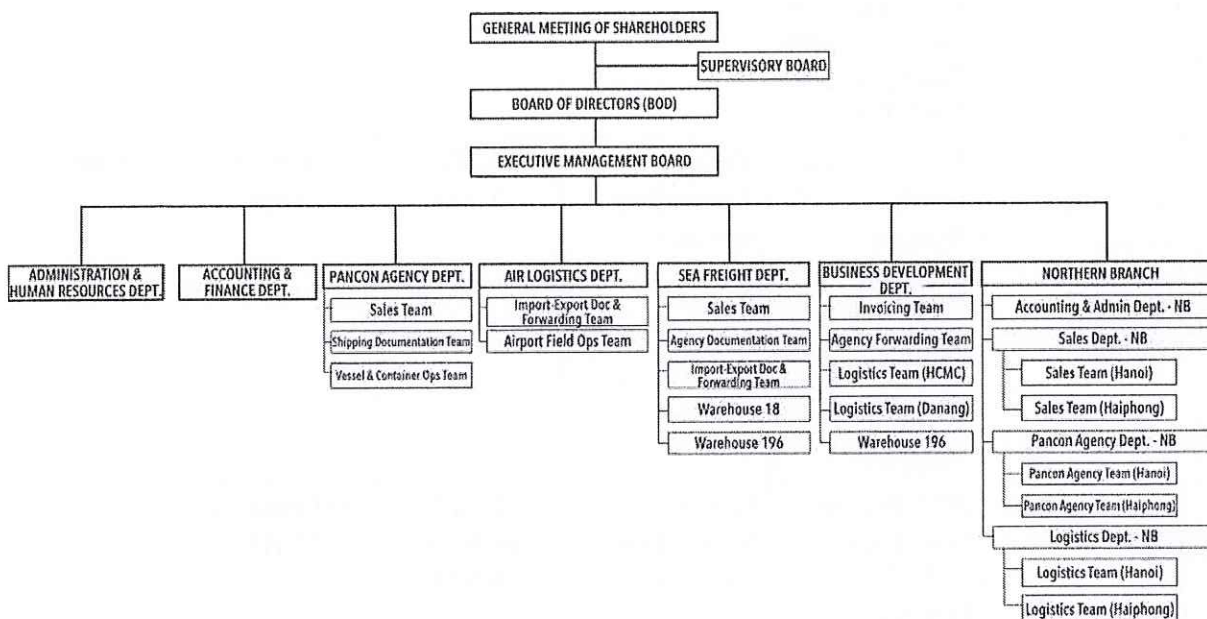 GENERAL MEETING OF SHAREHOLDERS
SUPERVISORY BOARD
BOARD OF DIRECTORS (BOD)
EXECUTIVE MANAGEMENT BOARD
ADMINISTRATION &
HUMAN RESOURCES DEPT.
ACCOUNTING &
FINANCE DEPT.
PANCON AGENCY DEPT.
Sales Team
Shipping Documentation Team
Vessel & Container Ops Team
AIR LOGISTICS DEPT.
Import-Export Doc &
Forwarding Team
Airport Field Ops Team
SEA FREIGHT DEPT.
Sales Team
Agency Documentation Team
Import-Export Doc &
Forwarding Team
Warehouse 18
Warehouse 196
BUSINESS DEVELOPMENT
DEPT.
Invoicing Team
Agency Forwarding Team
Logistics Team (HCMC)
Logistics Team (Danang)
Warehouse 196
NORTHERN BRANCH
Accounting & Admin Dept. - NB
Sales Dept. - NB
Sales Team (Hanoi)
Sales Team (Haiphong)
Pancon Agency Dept. - NB
Pancon Agency Team (Hanoi)
Pancon Agency Team (Haiphong)
Logistics Dept. - NB
Logistics Team (Hanoi)
Logistics Team (Haiphong)